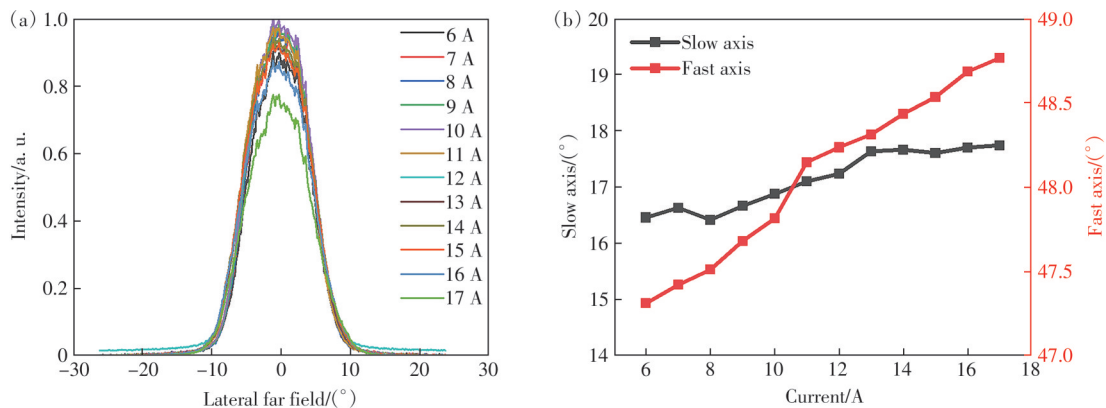 (a)
1.0
0.8
0.6
0.4
0.2
0
Intensity/a. u.
-30
-20
-10
0
10
20
30
Lateral far field/(°)
6 A
7 A
8 A
9 A
10 A
11 A
12 A
13 A
14 A
15 A
16 A
17 A
(b)
20
19
18
17
16
15
14
Slow axis/(°)
Slow axis
Fast axis
6
8
10
12
14
16
18
Current/A
49.0
48.5
48.0
47.5
47.0
Fast axis/(°)